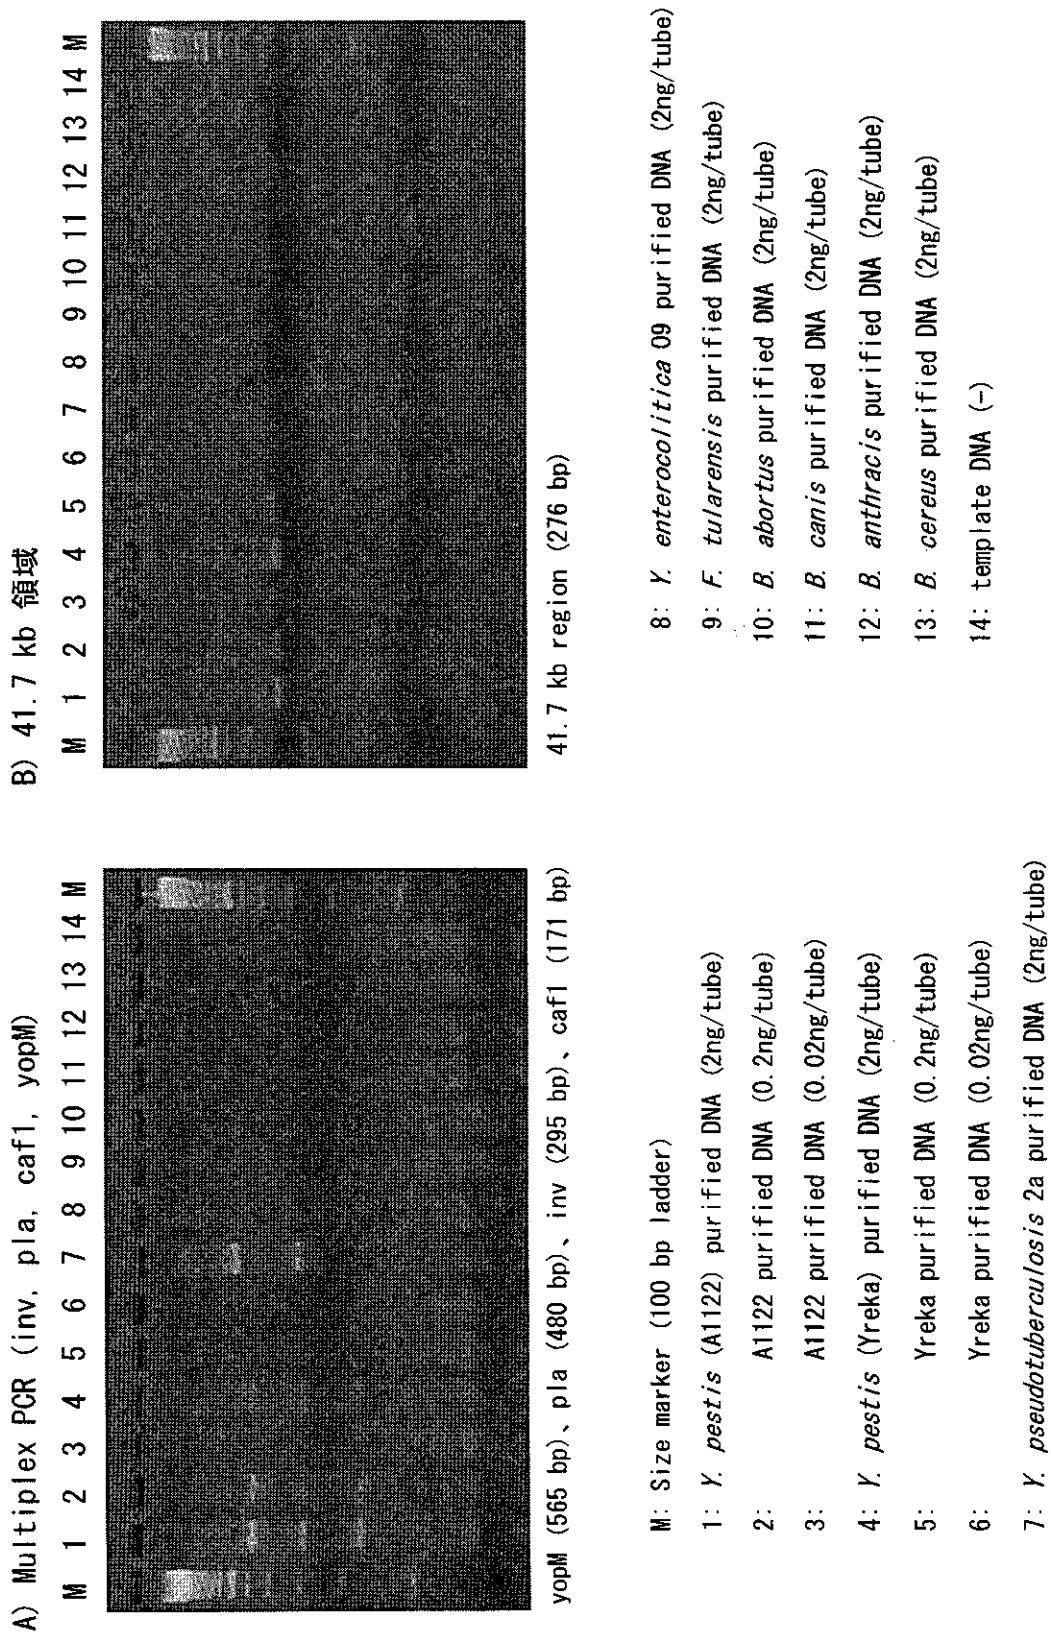 A) Multiplex PCR (inv, pla, caf1, yopM)
M 1 2 3 4 5 6 7 8 9 10 11 12 13 14 M
yopM (565 bp)、pla (480 bp)、inv (295 bp)、caf1 (171 bp)
B) 41.7 kb 領域
M 1 2 3 4 5 6 7 8 9 10 11 12 13 14 M
41.7 kb region (276 bp)
M: Size marker (100 bp ladder)
1: Y. pestis (A1122) purified DNA (2ng/tube)
2: A1122 purified DNA (0.2ng/tube)
3: A1122 purified DNA (0.02ng/tube)
4: Y. pestis (Yreka) purified DNA (2ng/tube)
5: Yreka purified DNA (0.2ng/tube)
6: Yreka purified DNA (0.02ng/tube)
7: Y. pseudotuberculosis 2a purified DNA (2ng/tube)
8: Y. enterocolitica O9 purified DNA (2ng/tube)
9: F. tularensis purified DNA (2ng/tube)
10: B. abortus purified DNA (2ng/tube)
11: B. canis purified DNA (2ng/tube)
12: B. anthracis purified DNA (2ng/tube)
13: B. cereus purified DNA (2ng/tube)
14: template DNA (-)